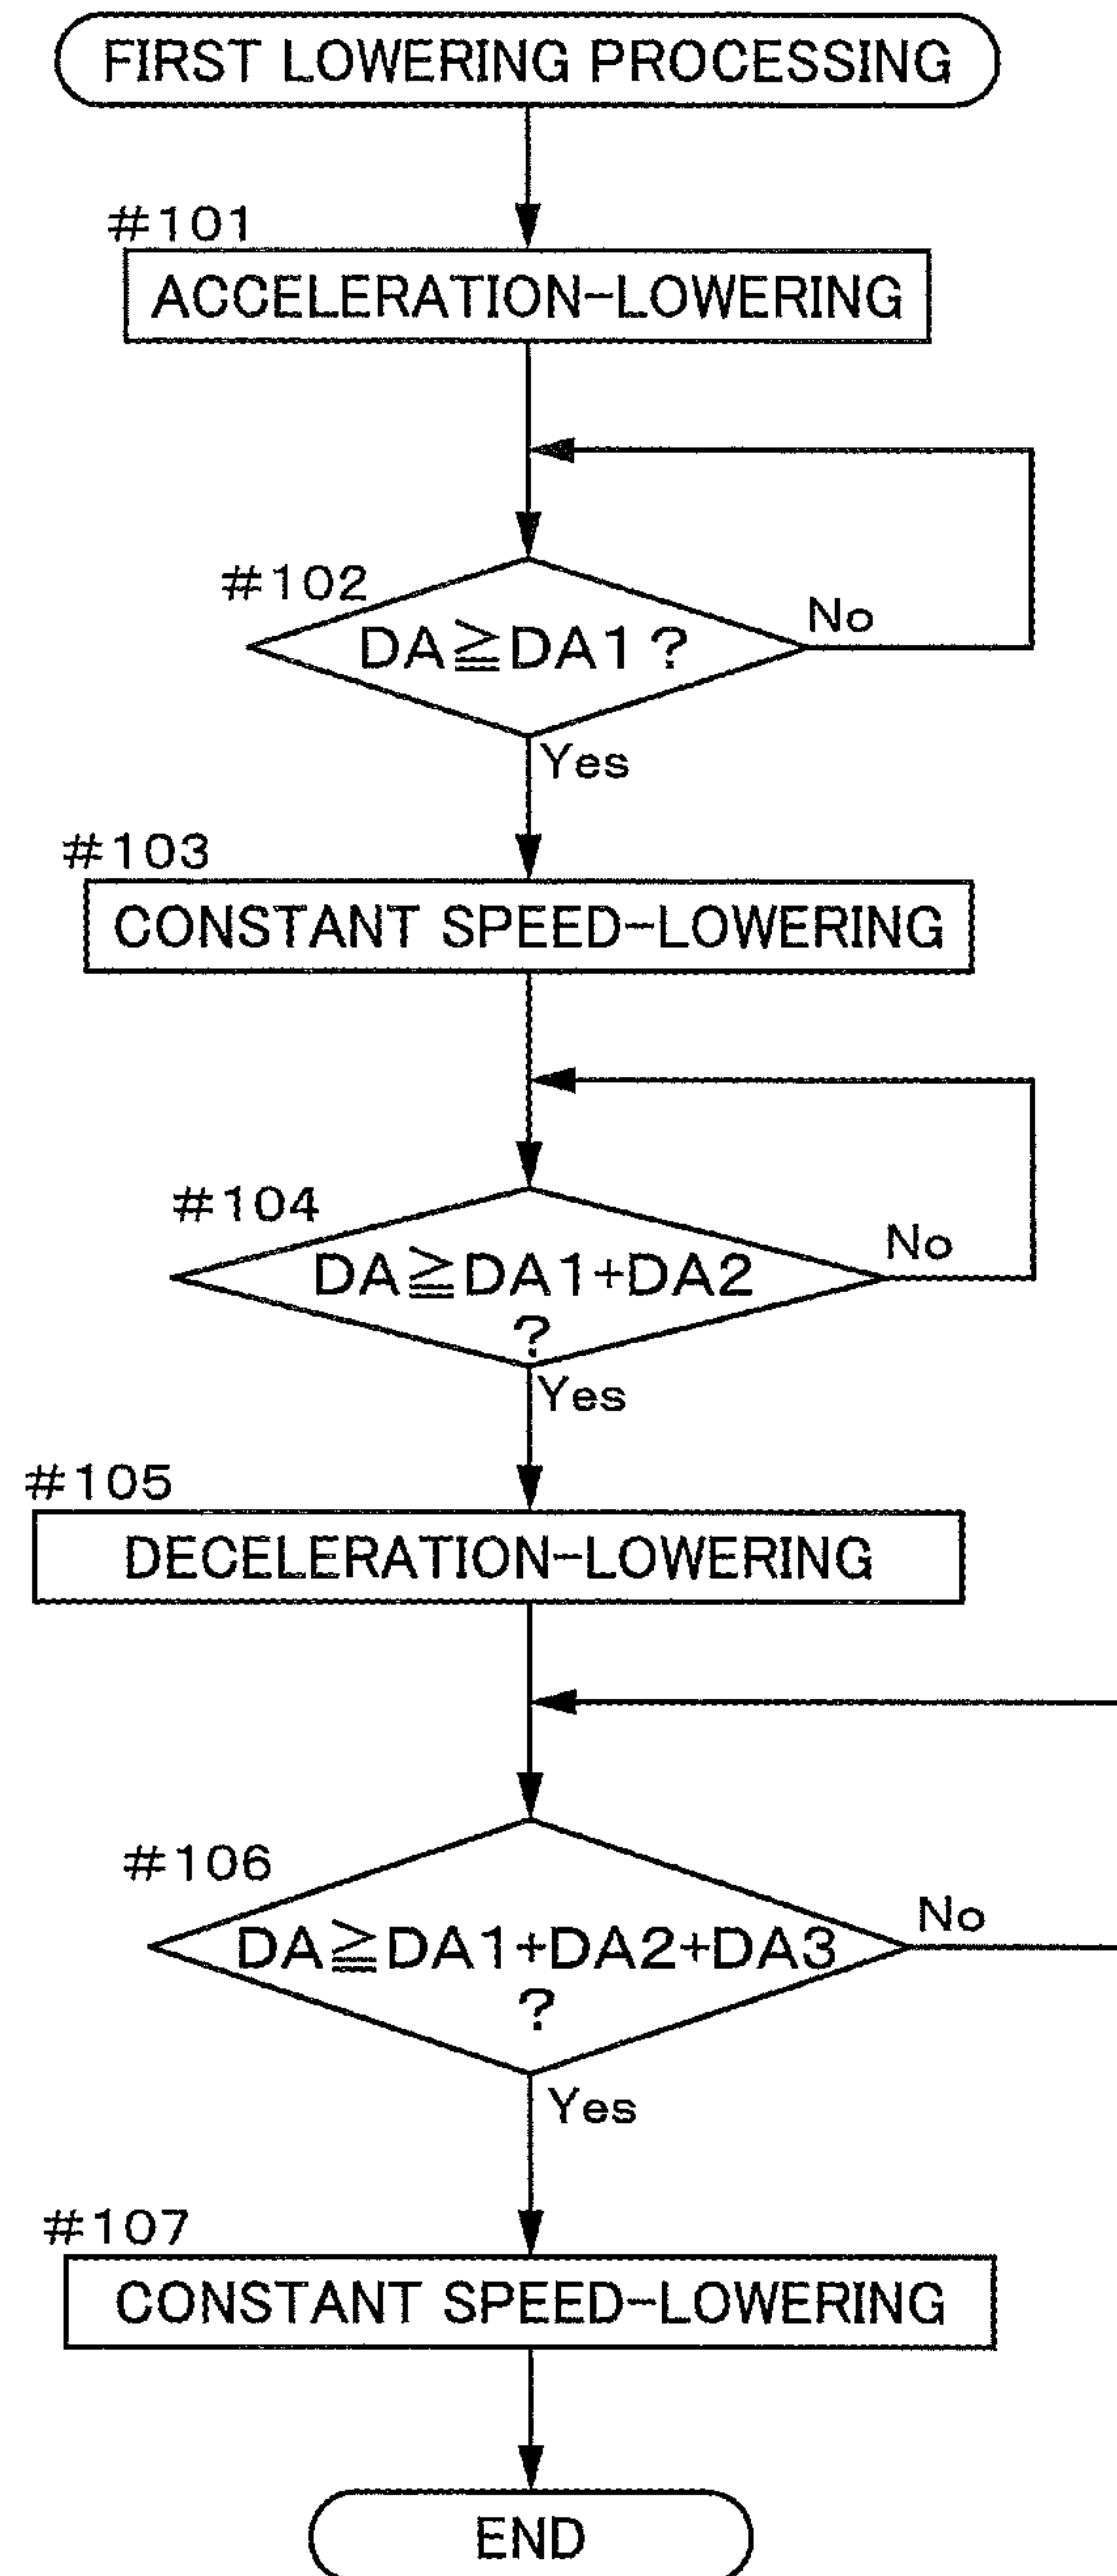 FIRST LOWERING PROCESSING
#101
ACCELERATION-LOWERING
#102
DA≧DA1?
No
Yes
#103
CONSTANT SPEED-LOWERING
#104
DA≧DA1+DA2
?
No
Yes
#105
DECELERATION-LOWERING
#106
DA≧DA1+DA2+DA3
?
No
Yes
#107
CONSTANT SPEED-LOWERING
END